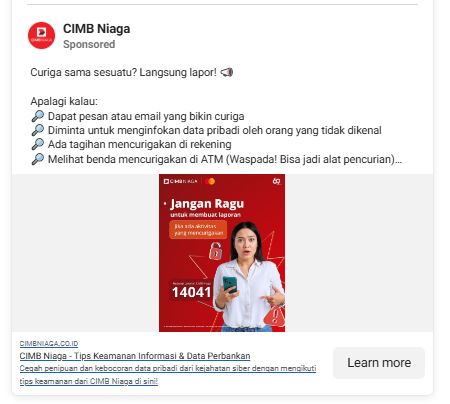 CIMB Niaga
Sponsored
Curiga sama sesuatu? Langsung lapor! 📢
Apalagi kalau:
🔎 Dapat pesan atau email yang bikin curiga
🔎 Diminta untuk menginfokan data pribadi oleh orang yang tidak dikenal
🔎 Ada tagihan mencurigakan di rekening
🔎 Melihat benda mencurigakan di ATM (Waspada! Bisa jadi alat pencurian)...
CIMB NIAGA
Jangan Ragu
untuk membuat laporan
jika ada aktivitas
yang mencurigakan
14041
CIMBNIAGA.CO.ID
CIMB Niaga - Tips Keamanan Informasi & Data Perbankan
Cegah penipuan dan kebocoran data pribadi dari kejahatan siber dengan mengikuti
tips keamanan dari CIMB Niaga di sini!
Learn more